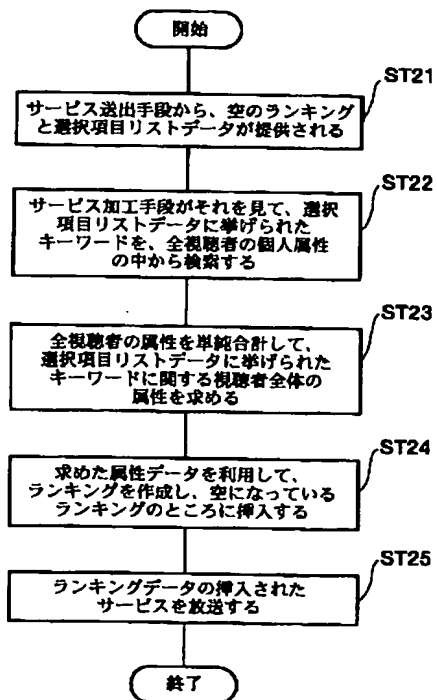 開始
ST21
サービス送出手段から、空のランキング
と選択項目リストデータが提供される
ST22
サービス加工手段がそれを見て、選択
項目リストデータに挙げられた
キーワードを、全視聴者の個人属性
の中から検索する
ST23
全視聴者の属性を単純合計して、
選択項目リストデータに挙げられた
キーワードに関する視聴者全体の
属性を求める
ST24
求めた属性データを利用して、
ランキングを作成し、空になっている
ランキングのところに挿入する
ST25
ランキングデータの挿入された
サービスを放送する
終了